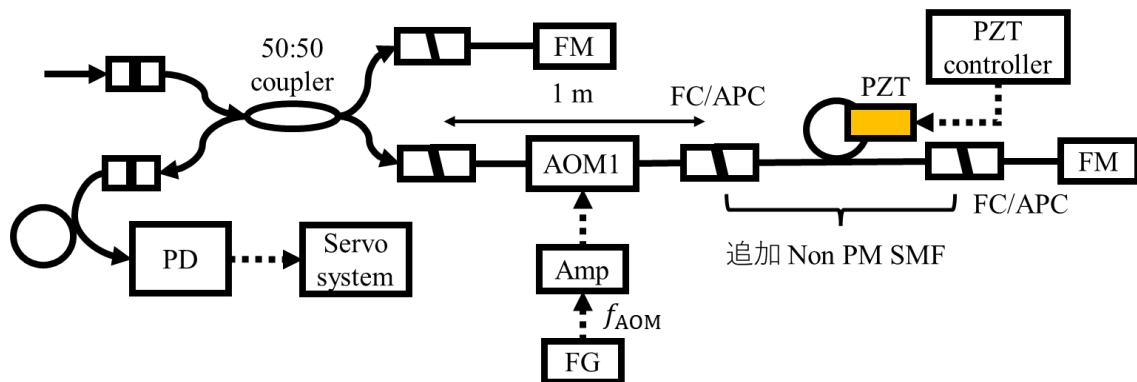 50:50
coupler
FM
1 m
FC/APC
PZT
PZT
controller
AOM1
FM
FC/APC
PD
Servo
system
Amp
追加 Non PM SMF
f_AOM
FG